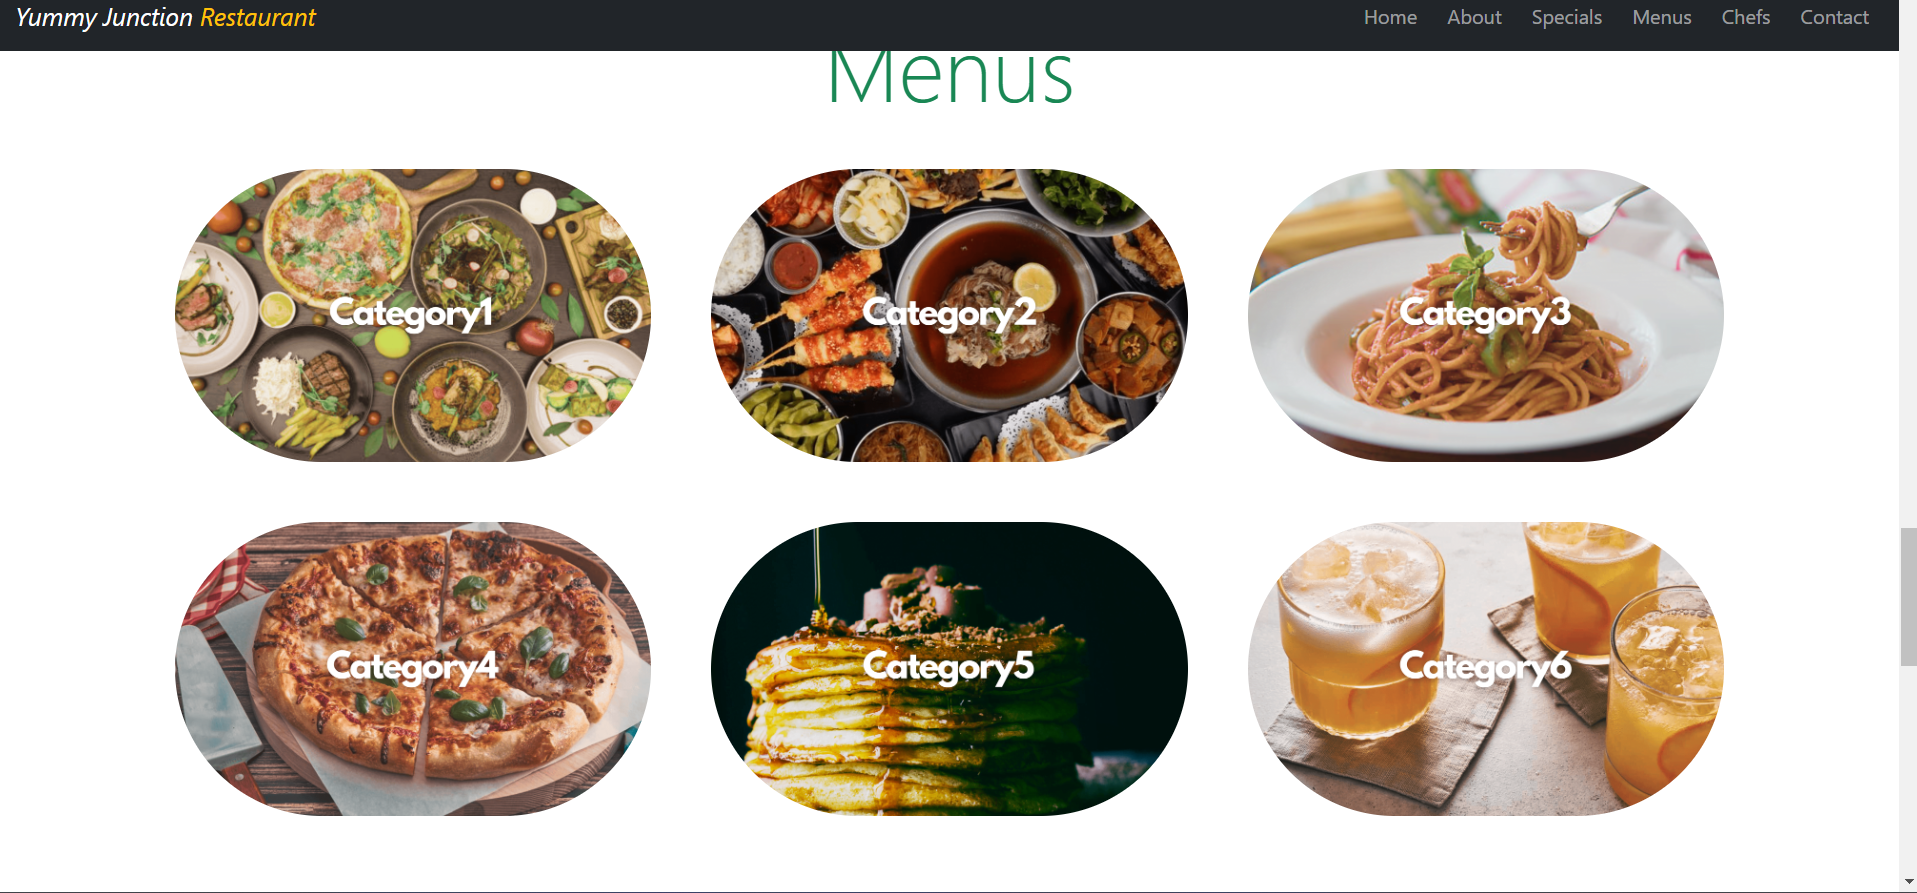 Yummy Junction Restaurant
Home About Specials Menus Chefs Contact
Menus
Category1
Category2
Category3
Category4
Category5
Category6